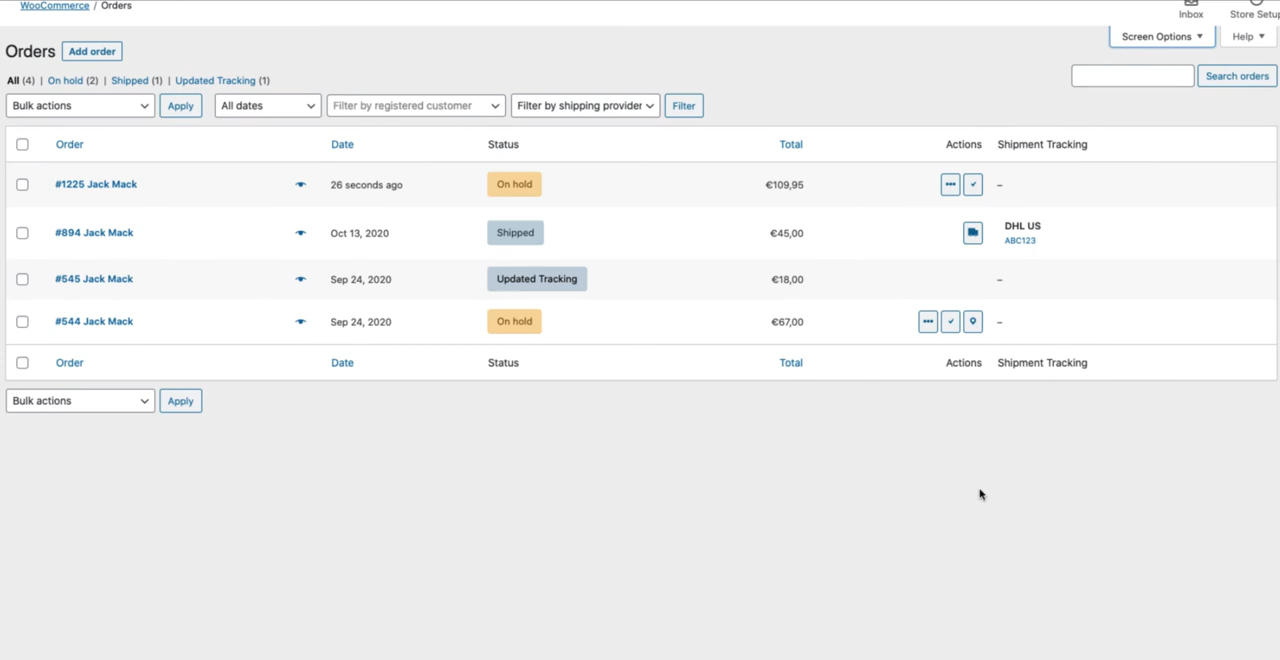 WooCommerce / Orders
Inbox
Store Setup
Screen Options
Help
Orders
Add order
All (4) | On hold (2) | Shipped (1) | Updated Tracking (1)
Search orders
Bulk actions
Apply
All dates
Filter by registered customer
Filter by shipping provider
Filter
Order Date Status Total Actions Shipment Tracking
#1225 Jack Mack 26 seconds ago On hold €109,95 –
#894 Jack Mack Oct 13, 2020 Shipped €45,00 DHL US
ABC123
#545 Jack Mack Sep 24, 2020 Updated Tracking €18,00 –
#544 Jack Mack Sep 24, 2020 On hold €67,00 –
Order Date Status Total Actions Shipment Tracking
Bulk actions
Apply